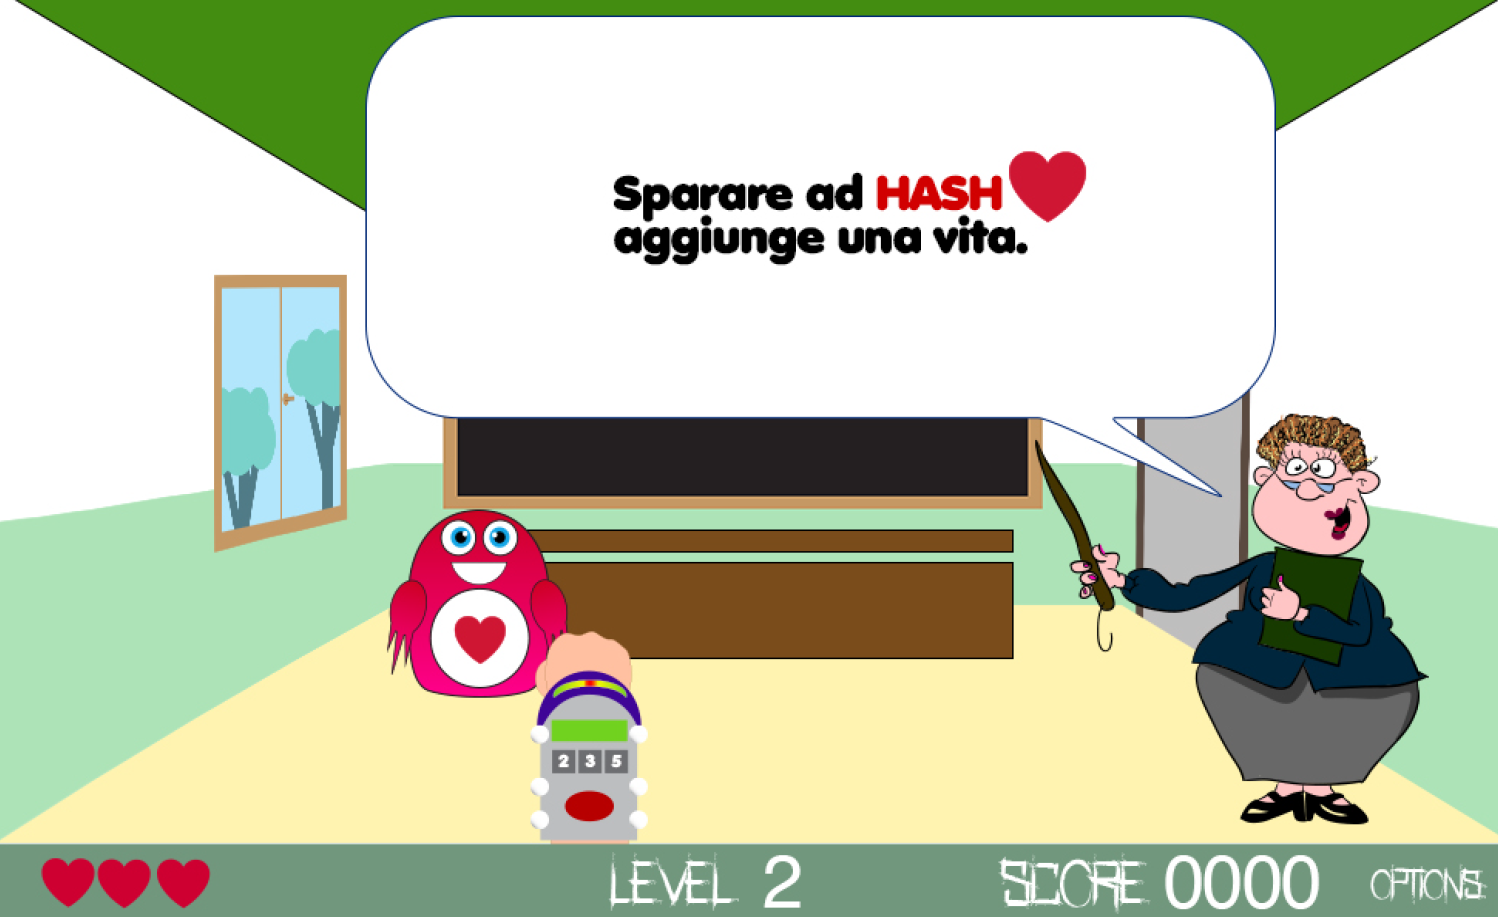 Sparare ad HASH
aggiunge una vita.
2 3 5
LEVEL 2
SCORE 0000
OPTIONS